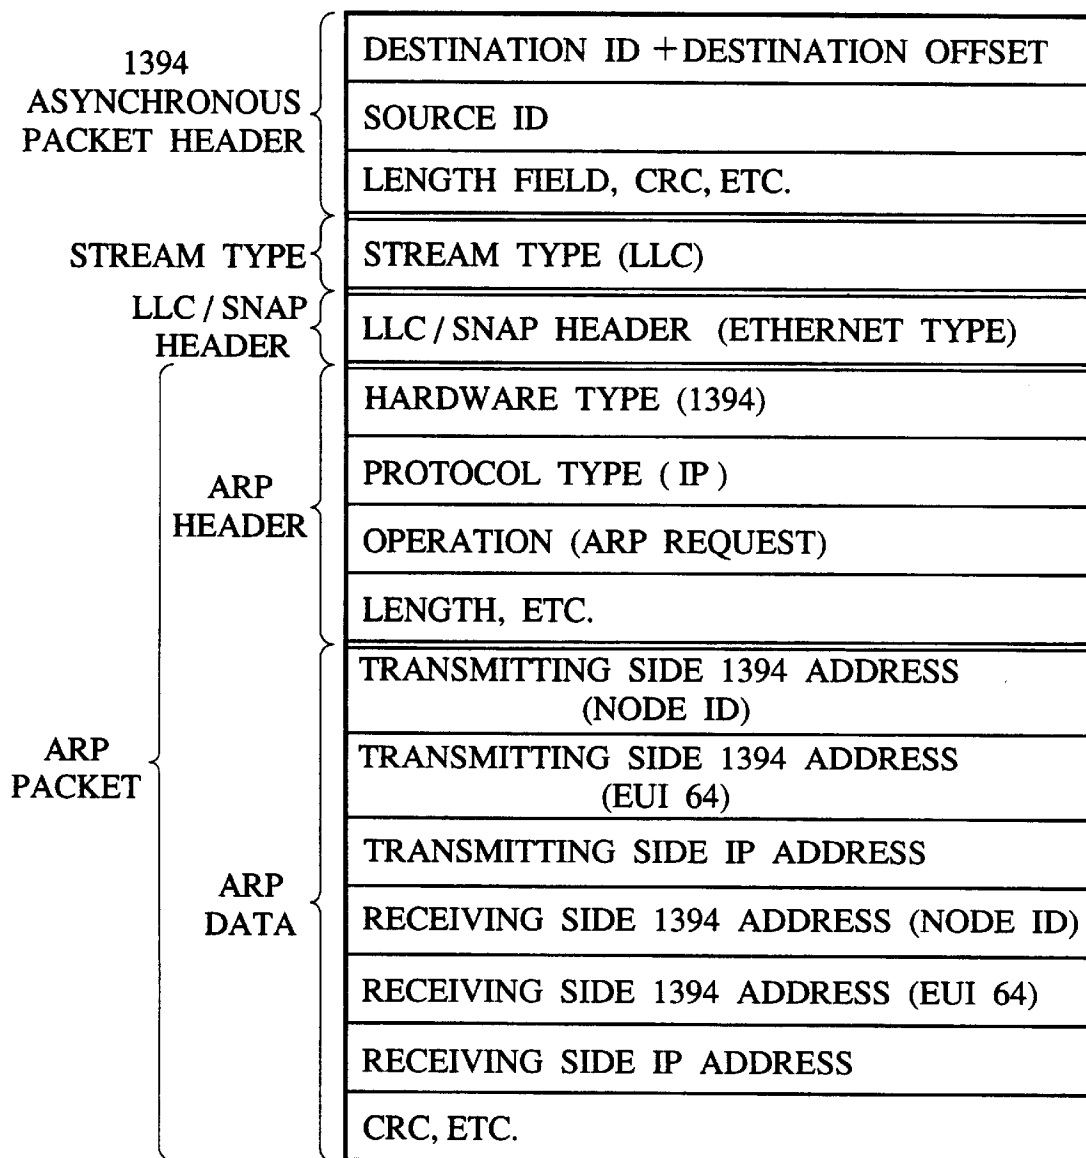 1394
ASYNCHRONOUS
PACKET HEADER
DESTINATION ID + DESTINATION OFFSET
SOURCE ID
LENGTH FIELD, CRC, ETC.
STREAM TYPE
STREAM TYPE (LLC)
LLC / SNAP
HEADER
LLC / SNAP HEADER (ETHERNET TYPE)
ARP
PACKET
ARP
HEADER
HARDWARE TYPE (1394)
PROTOCOL TYPE ( IP )
OPERATION (ARP REQUEST)
LENGTH, ETC.
ARP
DATA
TRANSMITTING SIDE 1394 ADDRESS
(NODE ID)
TRANSMITTING SIDE 1394 ADDRESS
(EUI 64)
TRANSMITTING SIDE IP ADDRESS
RECEIVING SIDE 1394 ADDRESS (NODE ID)
RECEIVING SIDE 1394 ADDRESS (EUI 64)
RECEIVING SIDE IP ADDRESS
CRC, ETC.